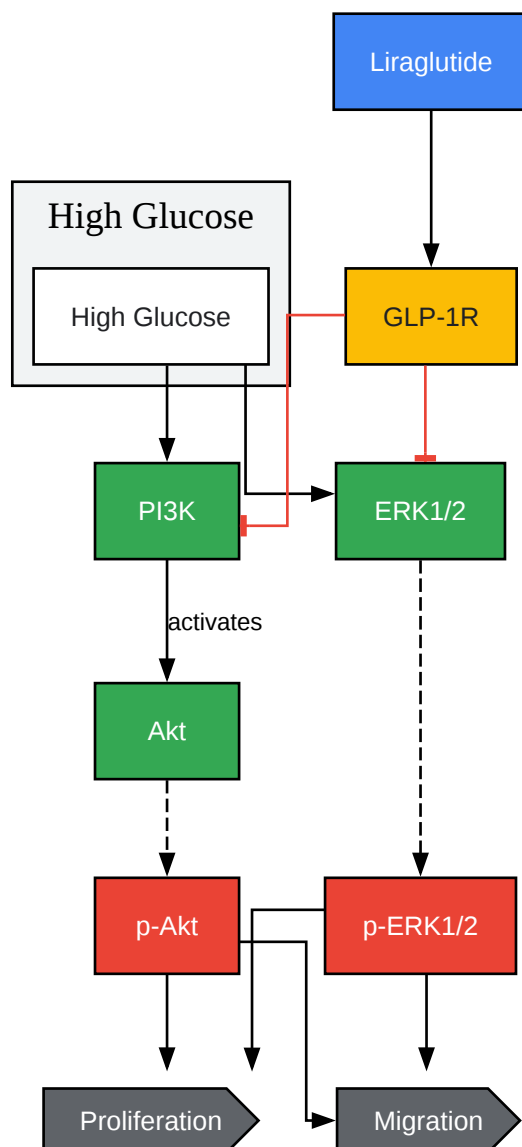 Liraglutide
High Glucose
High Glucose
GLP-1R
PI3K
ERK1/2
activates
Akt
p-Akt
p-ERK1/2
Proliferation
Migration